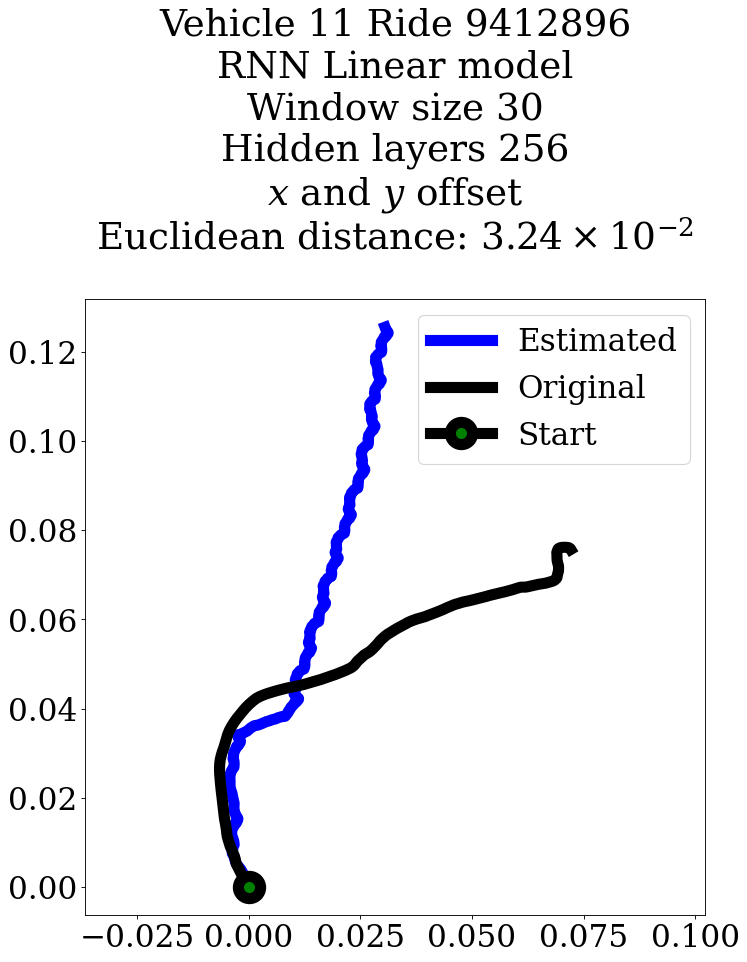 Vehicle 11 Ride 9412896
RNN Linear model
Window size 30
Hidden layers 256
x and y offset
Euclidean distance: 3.24 × 10⁻²
Estimated
Original
Start
0.12
0.10
0.08
0.06
0.04
0.02
0.00
−0.025 0.000 0.025 0.050 0.075 0.100